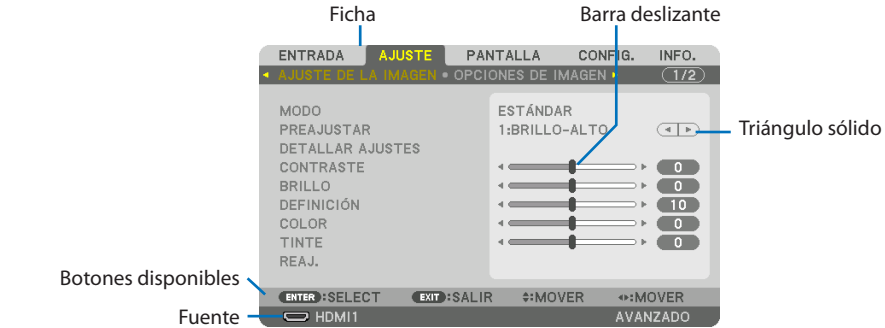 Ficha Barra deslizante
ENTRADA AJUSTE PANTALLA CONFIG. INFO.
AJUSTE DE LA IMAGEN • OPCIONES DE IMAGEN 1/2
MODO ESTÁNDAR
PREAJUSTAR 1:BRILLO-ALTO
Triángulo sólido
DETALLAR AJUSTES
CONTRASTE 0
BRILLO 0
DEFINICIÓN 10
COLOR 0
TINTE 0
REAJ.
Botones disponibles
ENTER :SELECT EXIT :SALIR :MOVER :MOVER
Fuente
HDMI1 AVANZADO